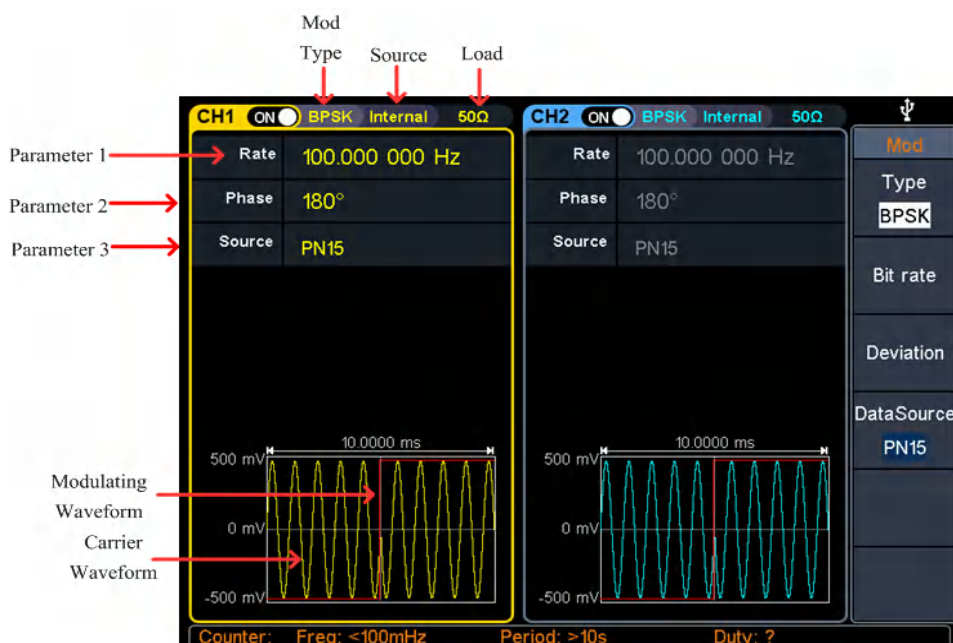 Mod
Type
Source
Load
CH1 ON BPSK Internal 50Ω
CH2 ON BPSK Internal 50Ω
Mod
Parameter 1
Rate 100.000 000 Hz
Rate 100.000 000 Hz
Type
BPSK
Parameter 2
Phase 180°
Phase 180°
Parameter 3
Source PN15
Source PN15
Bit rate
Deviation
DataSource
PN15
10.0000 ms
500 mV
0 mV
-500 mV
10.0000 ms
500 mV
0 mV
-500 mV
Modulating
Waveform
Carrier
Waveform
Counter: Freq: <100mHz Period: >10s Duty: ?